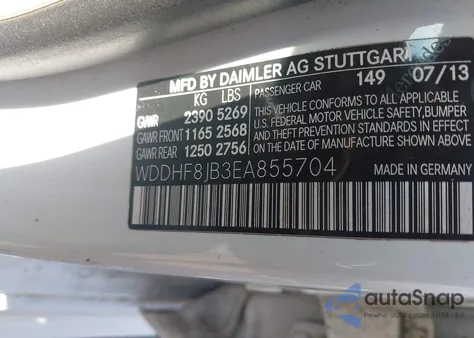 MFD BY DAIMLER AG STUTTGART
149 07/13
KG LBS
GVWR 2390 5269
GAWR FRONT 1165 2568
GAWR REAR 1250 2756
PASSENGER CAR
THIS VEHICLE CONFORMS TO ALL APPLICABLE
U.S. FEDERAL MOTOR VEHICLE SAFETY, BUMPER
AND THEFT PREVENTION STANDARDS IN EFFECT
ON THE DATE OF MANUFACTURE SHOWN ABOVE.
WDDHF8JB3EA855704
MADE IN GERMANY
autoSnap